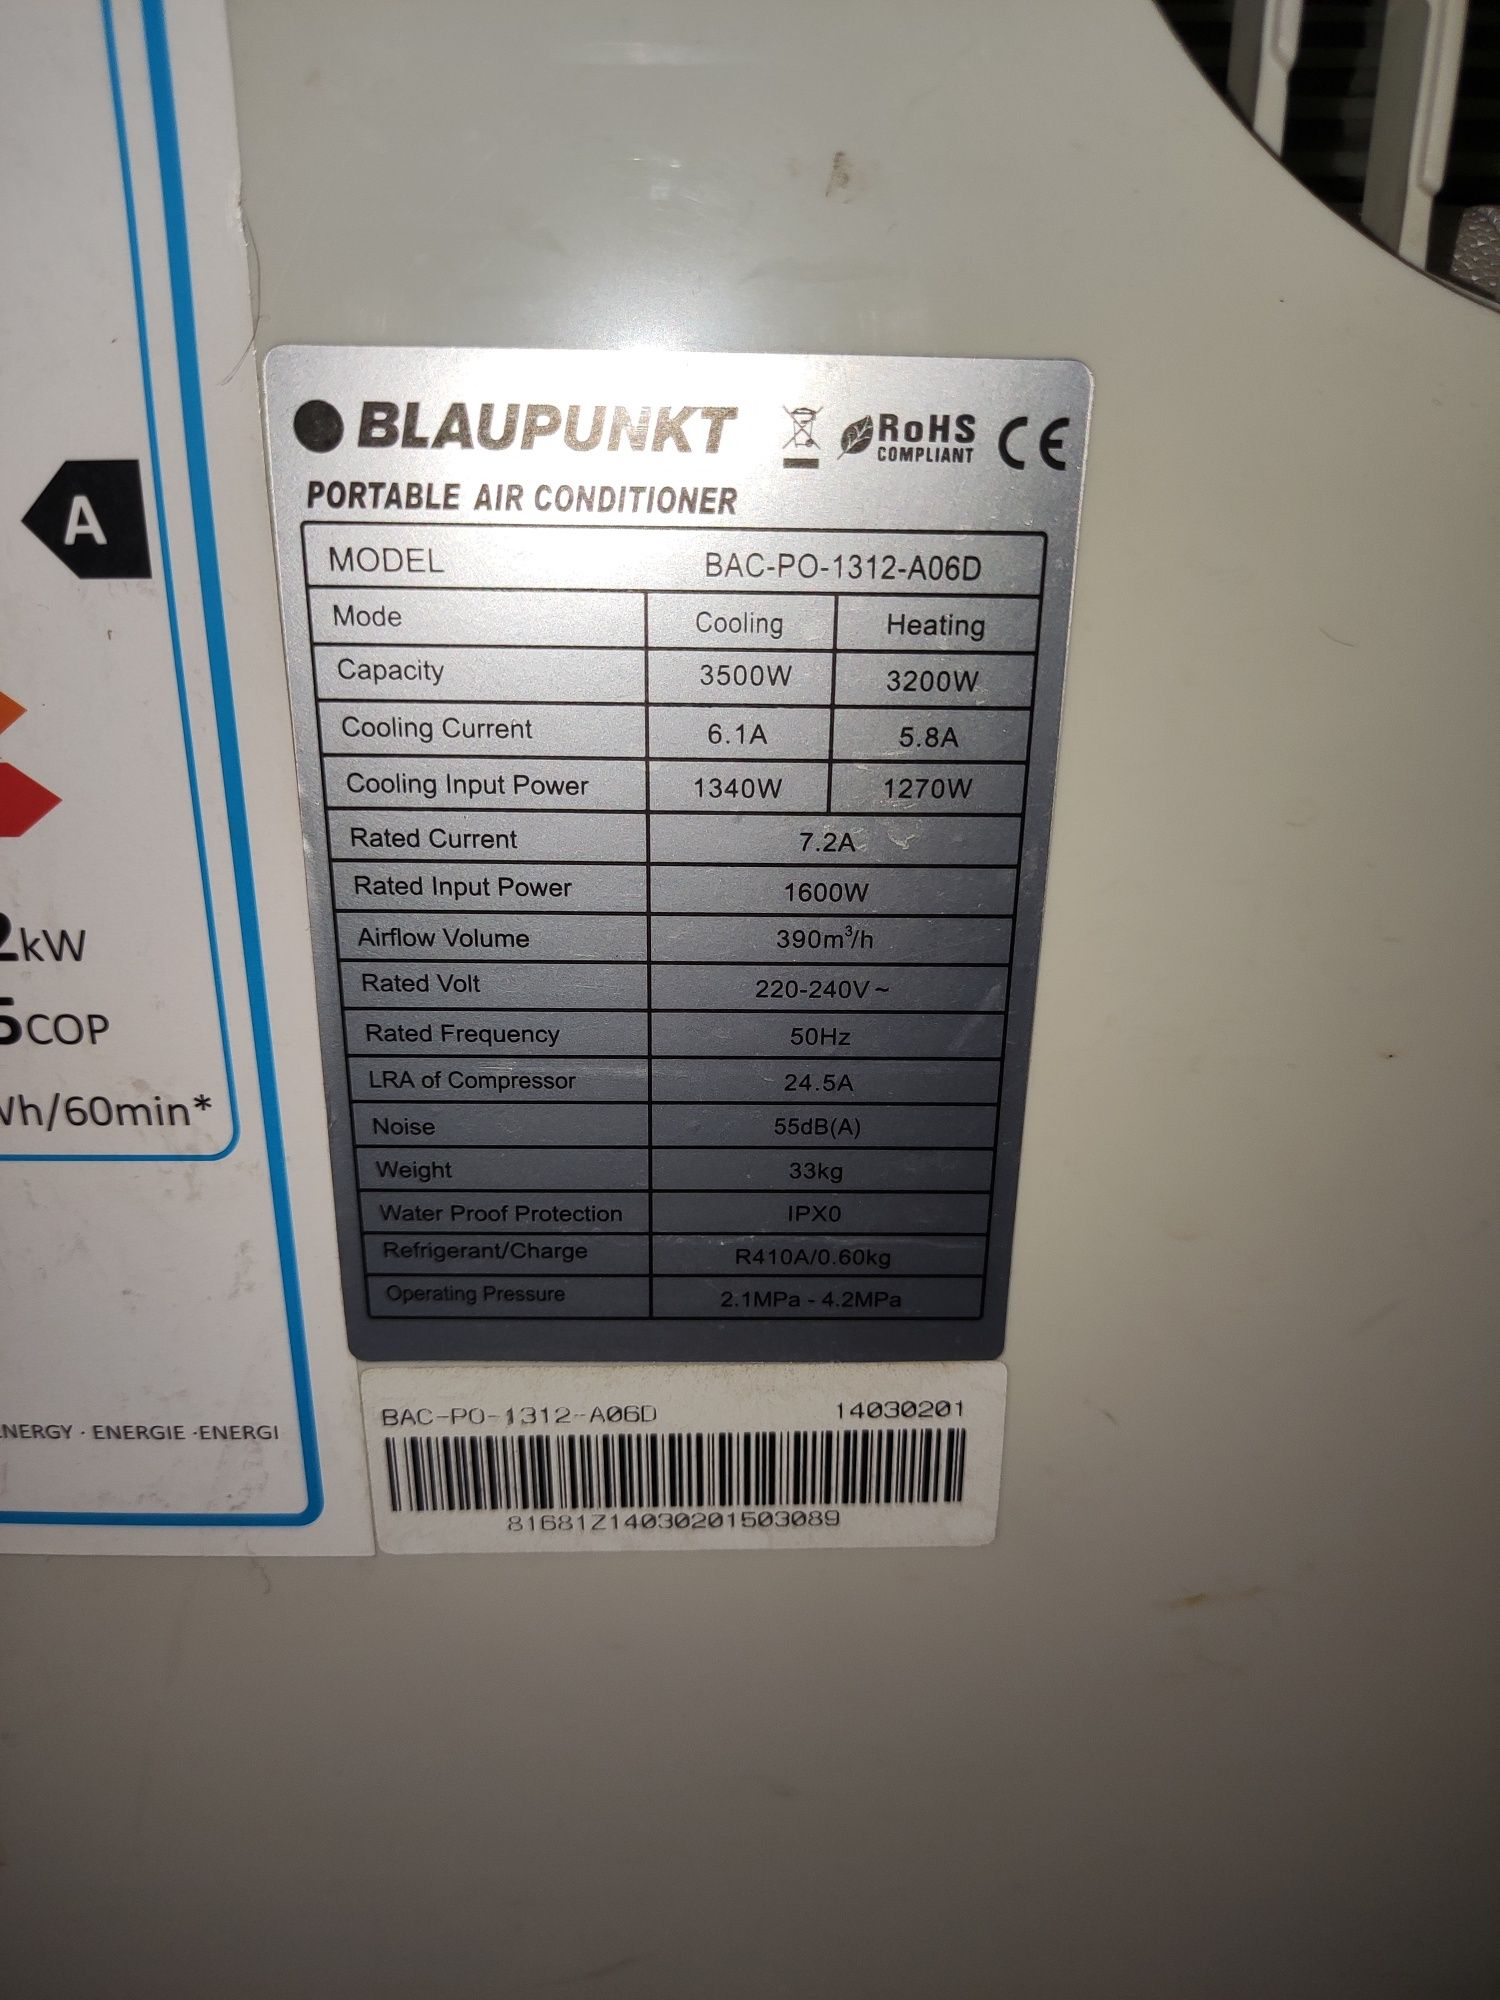 BLAUPUNKT RoHS COMPLIANT CE
PORTABLE AIR CONDITIONER
MODEL BAC-PO-1312-A06D
Mode Cooling Heating
Capacity 3500W 3200W
Cooling Current 6.1A 5.8A
Cooling Input Power 1340W 1270W
Rated Current 7.2A
Rated Input Power 1600W
Airflow Volume 390m³/h
Rated Volt 220-240V~
Rated Frequency 50Hz
LRA of Compressor 24.5A
Noise 55dB(A)
Weight 33kg
Water Proof Protection IPX0
Refrigerant/Charge R410A/0.60kg
Operating Pressure 2.1MPa - 4.2MPa
BAC-PO-1312-A06D 14030201
81681Z14030201503089
A
kW
COP
/60min*
ENERGIE ·ENERGI